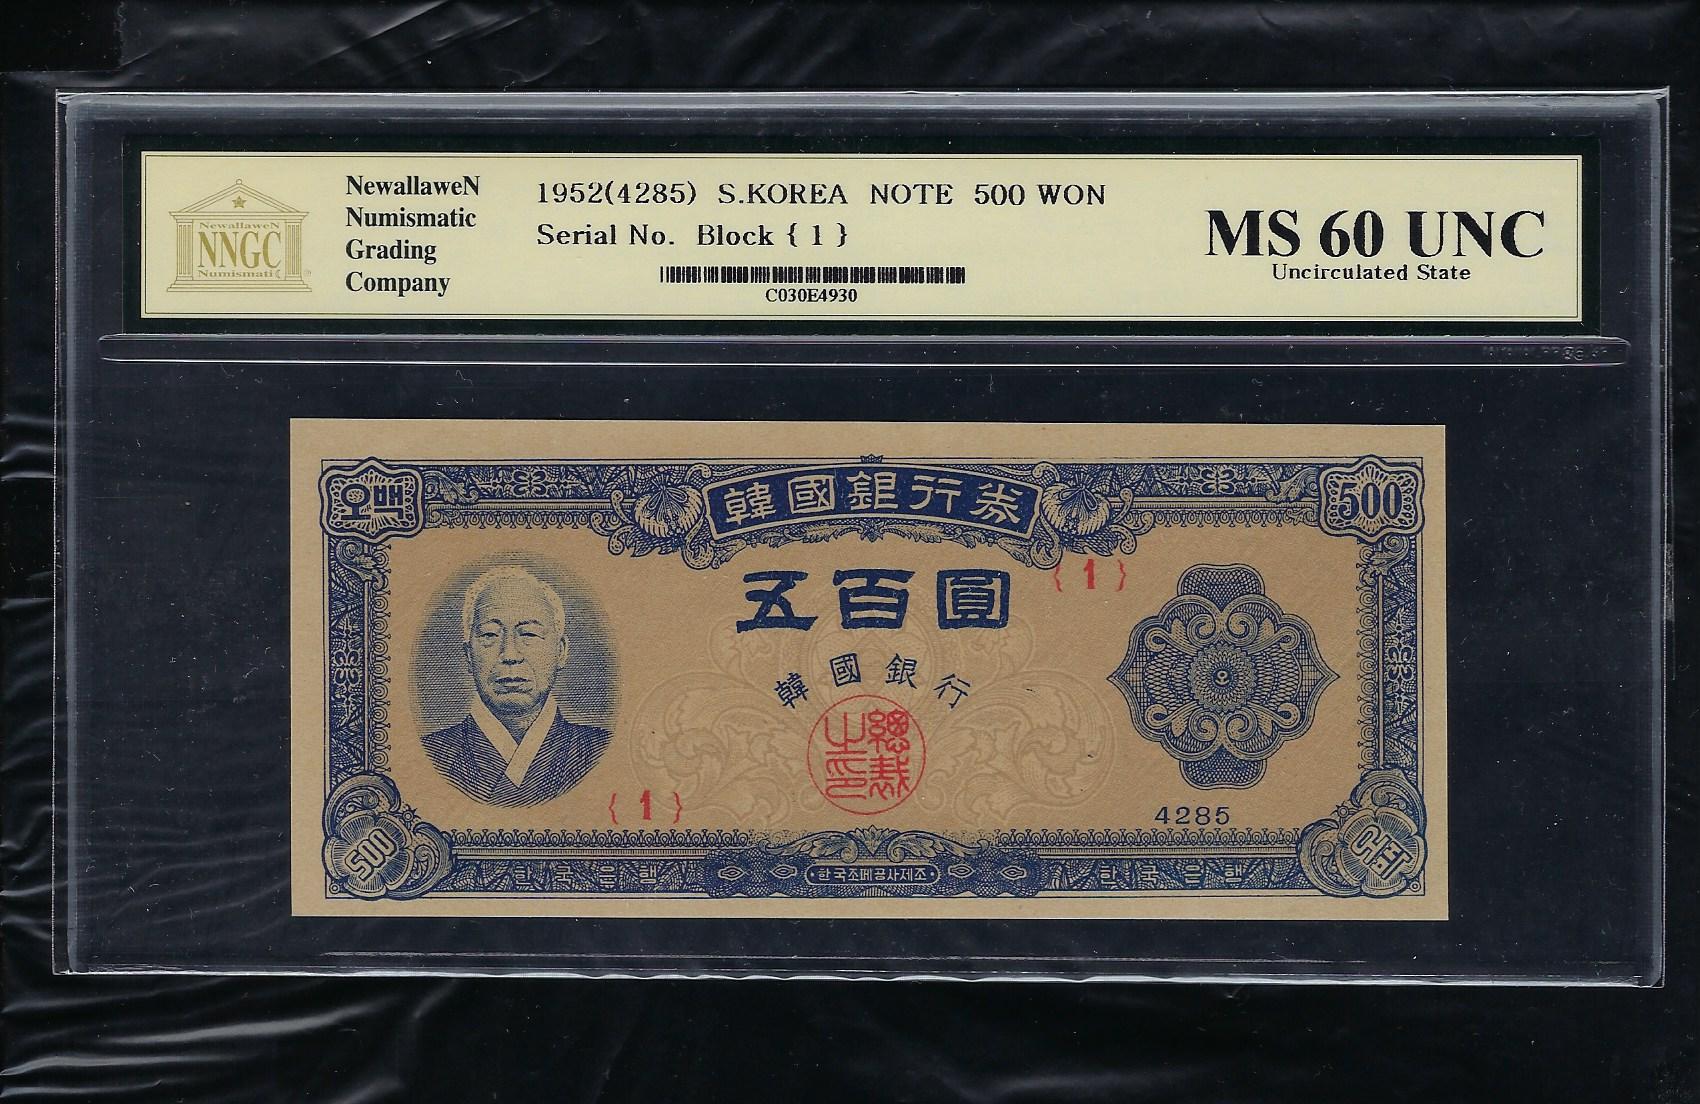 NewallaweN
NNGC
Numismatic
NewallaweN
Numismatic
Grading
Company
1952(4285) S.KOREA NOTE 500 WON
Serial No. Block { 1 }
C030E4930
MS 60 UNC
Uncirculated State
오백
韓國銀行券
500
五百圓
{ 1 }
韓國銀行
總裁之印
{ 1 }
4285
500
한국은행
한국조폐공사제조
한국은행
오백